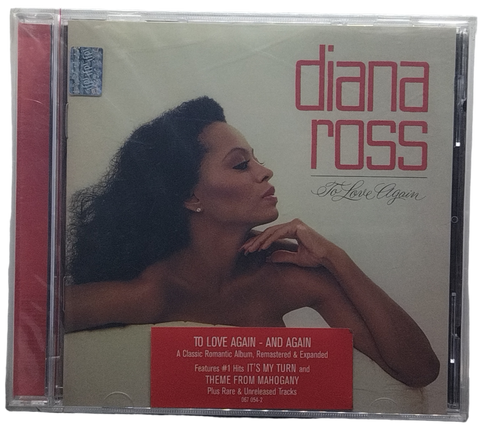 diana
ross
To Love Again
TO LOVE AGAIN - AND AGAIN
A Classic Romantic Album, Remastered & Expanded
Features #1 Hits IT'S MY TURN and
THEME FROM MAHOGANY
Plus Rare & Unreleased Tracks